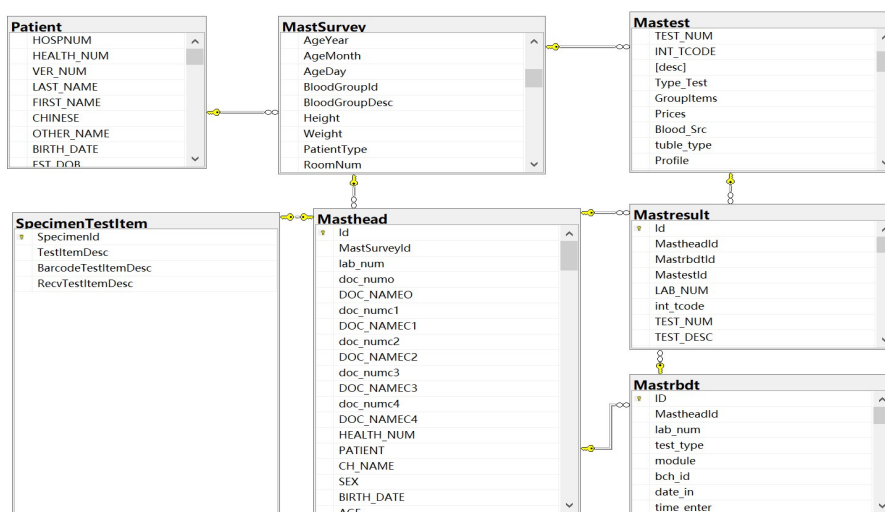 Patient
HOSPNUM
HEALTH_NUM
VER_NUM
LAST_NAME
FIRST_NAME
CHINESE
OTHER_NAME
BIRTH_DATE
EST_DOB
MastSurvey
AgeYear
AgeMonth
AgeDay
BloodGroupId
BloodGroupDesc
Height
Weight
PatientType
RoomNum
Mastest
TEST_NUM
INT_TCODE
[desc]
Type_Test
GroupItems
Prices
Blood_Src
tuble_type
Profile
SpecimenTestItem
SpecimenId
TestItemDesc
BarcodeTestItemDesc
RecvTestItemDesc
Masthead
Id
MastSurveyId
lab_num
doc_numo
DOC_NAMEO
doc_numc1
DOC_NAMEC1
doc_numc2
DOC_NAMEC2
doc_numc3
DOC_NAMEC3
doc_numc4
DOC_NAMEC4
HEALTH_NUM
PATIENT
CH_NAME
SEX
BIRTH_DATE
AGE
Mastresult
Id
MastheadId
MastrbdtId
MastestId
LAB_NUM
int_tcode
TEST_NUM
TEST_DESC
Mastrbdt
ID
MastheadId
lab_num
test_type
module
bch_id
date_in
time_enter